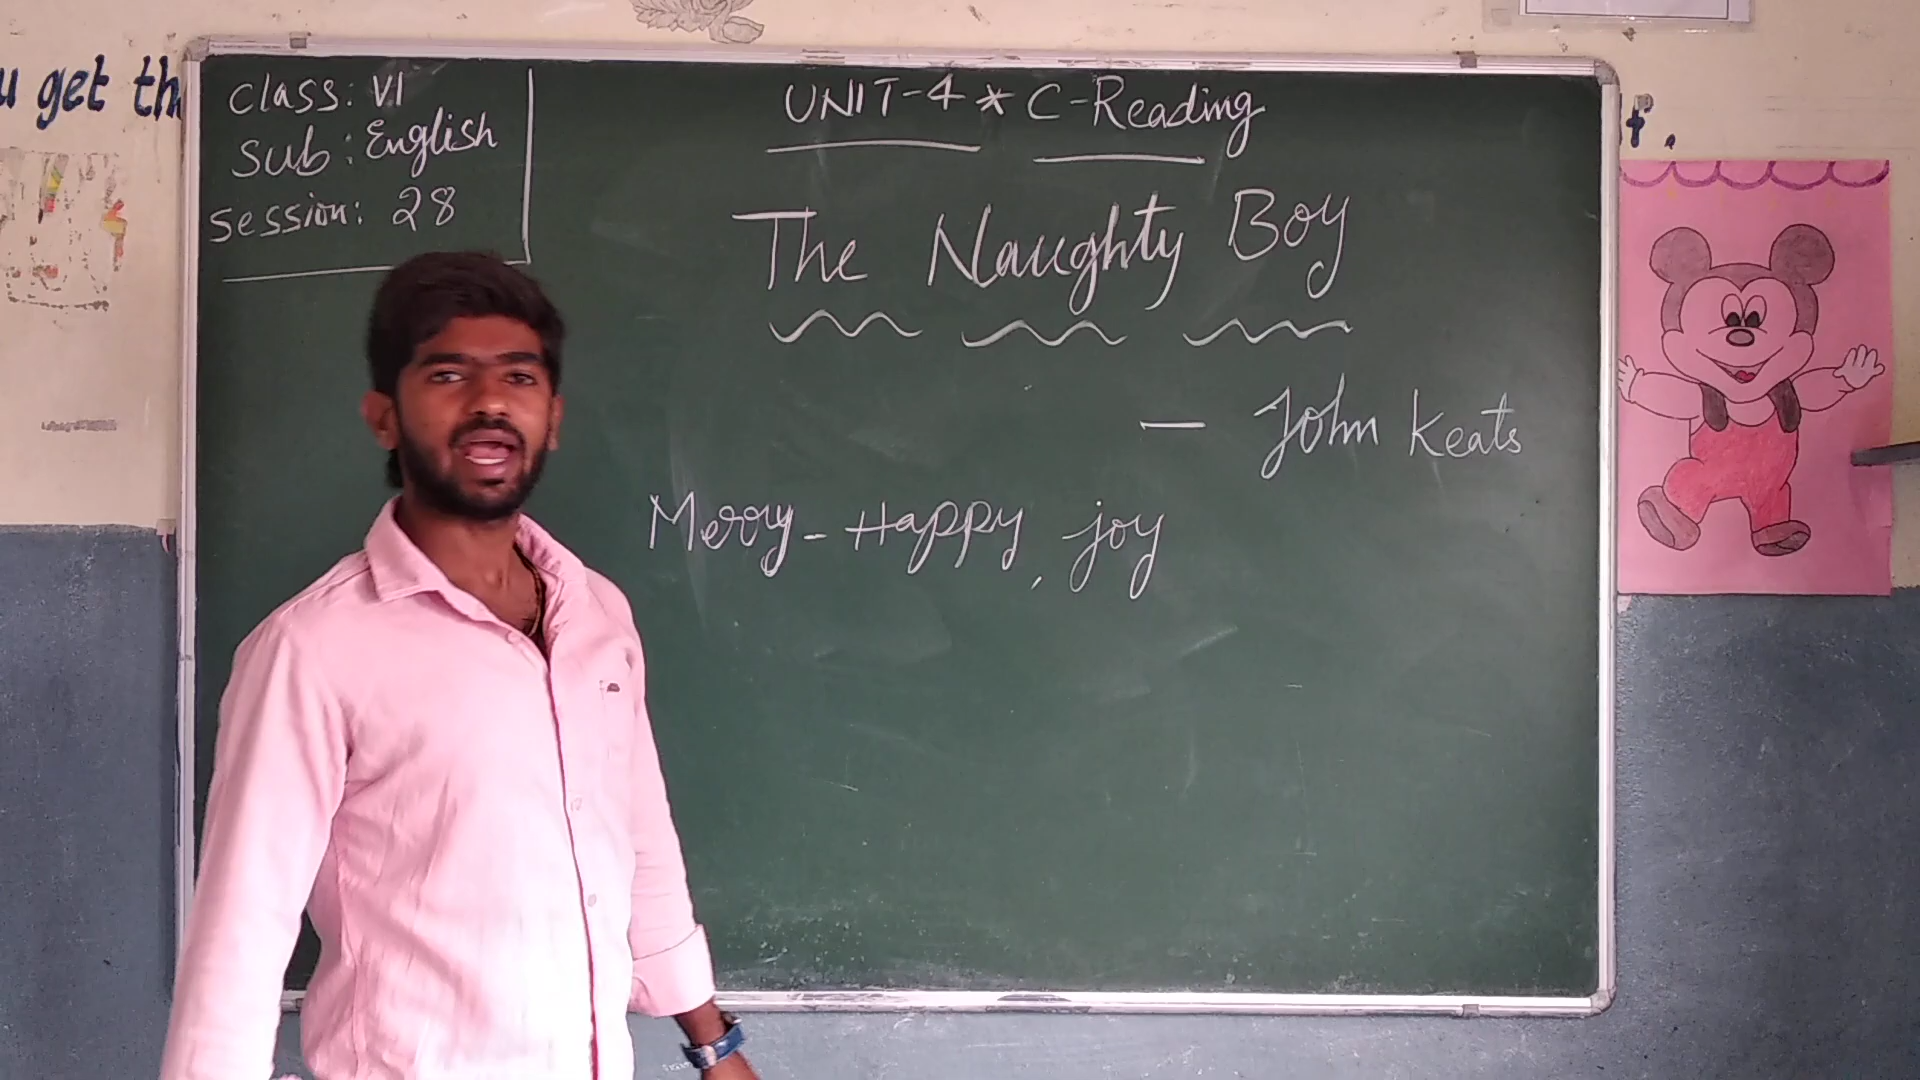 u get th
Class: VI
Sub: English
Session: 28
UNIT-4 * C-Reading
The Naughty Boy
— John Keats
Merry - Happy, joy